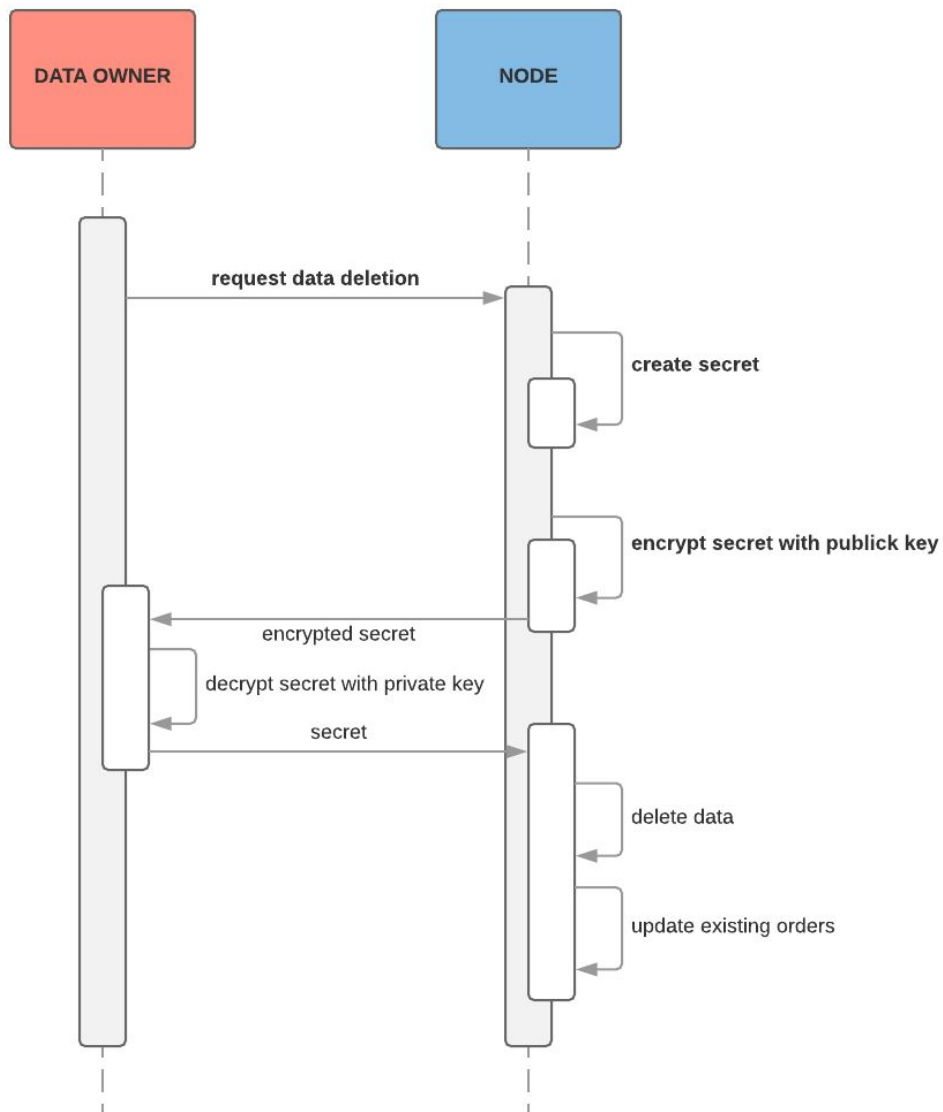 DATA OWNER
NODE
request data deletion
create secret
encrypt secret with publick key
encrypted secret
decrypt secret with private key
secret
delete data
update existing orders